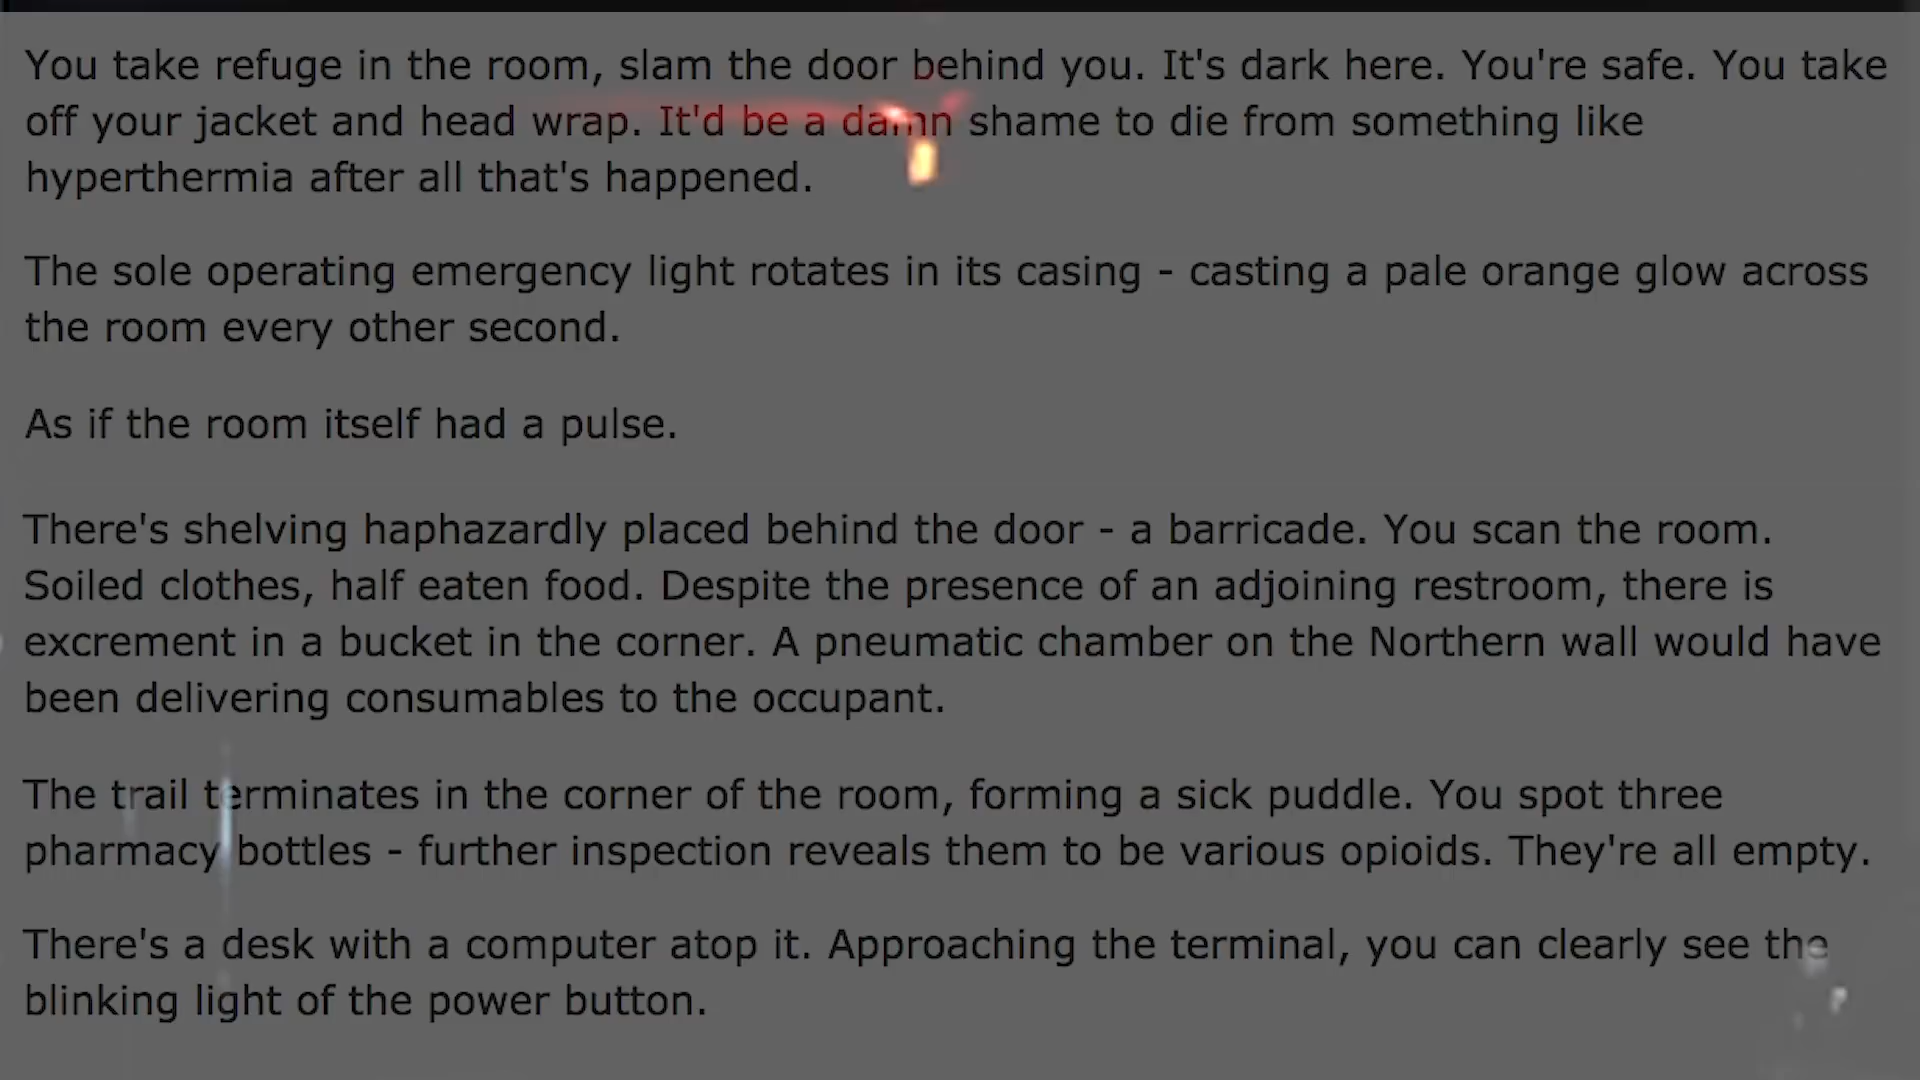 You take refuge in the room, slam the door behind you. It's dark here. You're safe. You take
off your jacket and head wrap. It'd be a damn shame to die from something like
hyperthermia after all that's happened.
The sole operating emergency light rotates in its casing - casting a pale orange glow across
the room every other second.
As if the room itself had a pulse.
There's shelving haphazardly placed behind the door - a barricade. You scan the room.
Soiled clothes, half eaten food. Despite the presence of an adjoining restroom, there is
excrement in a bucket in the corner. A pneumatic chamber on the Northern wall would have
been delivering consumables to the occupant.
The trail terminates in the corner of the room, forming a sick puddle. You spot three
pharmacy bottles - further inspection reveals them to be various opioids. They're all empty.
There's a desk with a computer atop it. Approaching the terminal, you can clearly see the
blinking light of the power button.